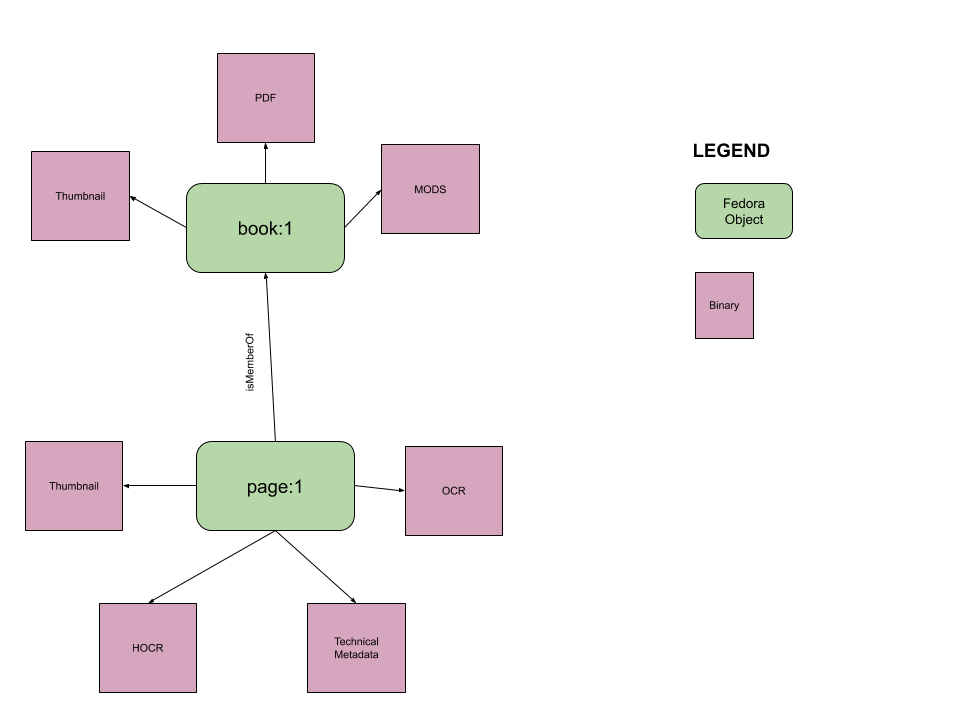 PDF
Thumbnail
MODS
book:1
isMemberOf
Thumbnail
page:1
OCR
HOCR
Technical
Metadata
LEGEND
Fedora
Object
Binary